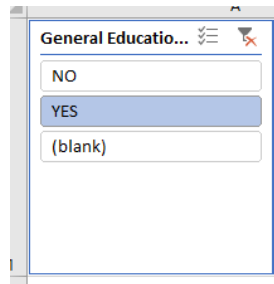 General Educatio...
NO
YES
(blank)